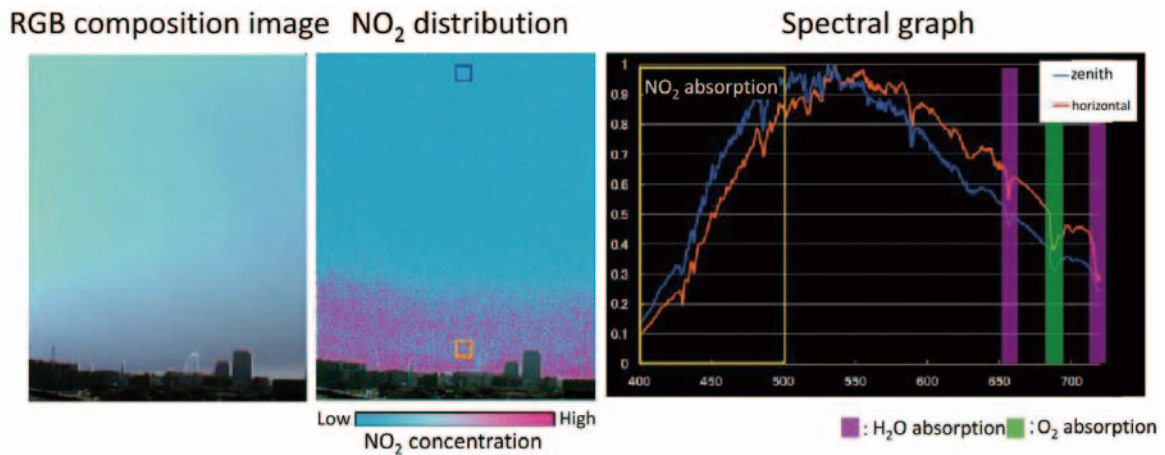 RGB composition image NO₂ distribution Spectral graph
Low High
NO₂ concentration
1
0.9
0.8
0.7
0.6
0.5
0.4
0.3
0.2
0.1
0
NO₂ absorption
zenith
horizontal
400 450 500 550 600 650 700
: H₂O absorption : O₂ absorption